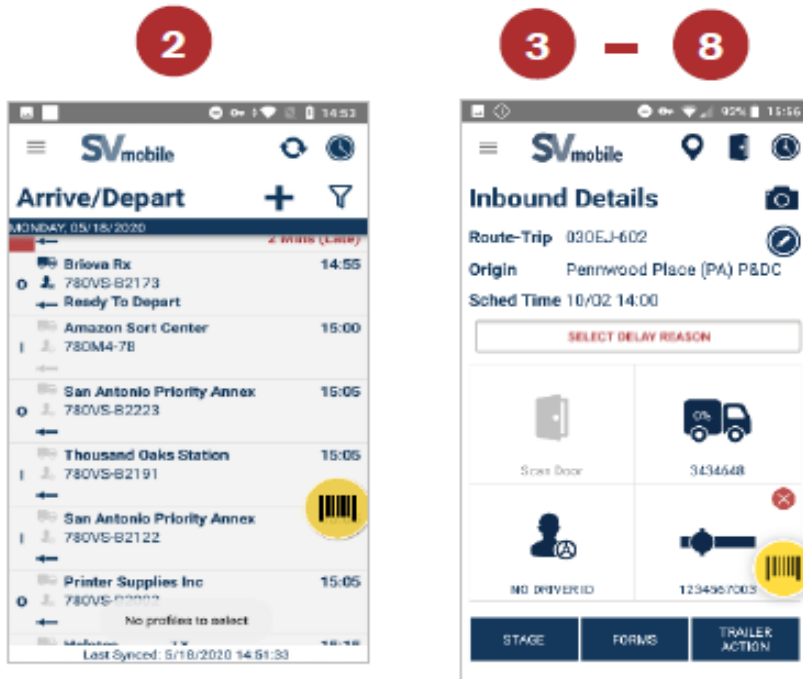 2
14:53
SVmobile
Arrive/Depart
MONDAY, 05/18/2020
2 Mins (Late)
Briova Rx 14:55
O 780VS-B2173
Ready To Depart
Amazon Sort Center 15:00
I 780M4-78
San Antonio Priority Annex 15:05
O 780VS-B2223
Thousand Oaks Station 15:05
I 780VS-B2191
San Antonio Priority Annex
I 780VS-B2122
Printer Supplies Inc 15:05
O 780VS-
No profiles to select
Last Synced: 5/18/2020 14:51:33
3 – 8
92% 15:56
SVmobile
Inbound Details
Route-Trip 030EJ-602
Origin Pennwood Place (PA) P&DC
Sched Time 10/02 14:00
SELECT DELAY REASON
0%
Scan Door 3434648
NO DRIVER ID 1234567003
STAGE FORMS TRAILER
ACTION